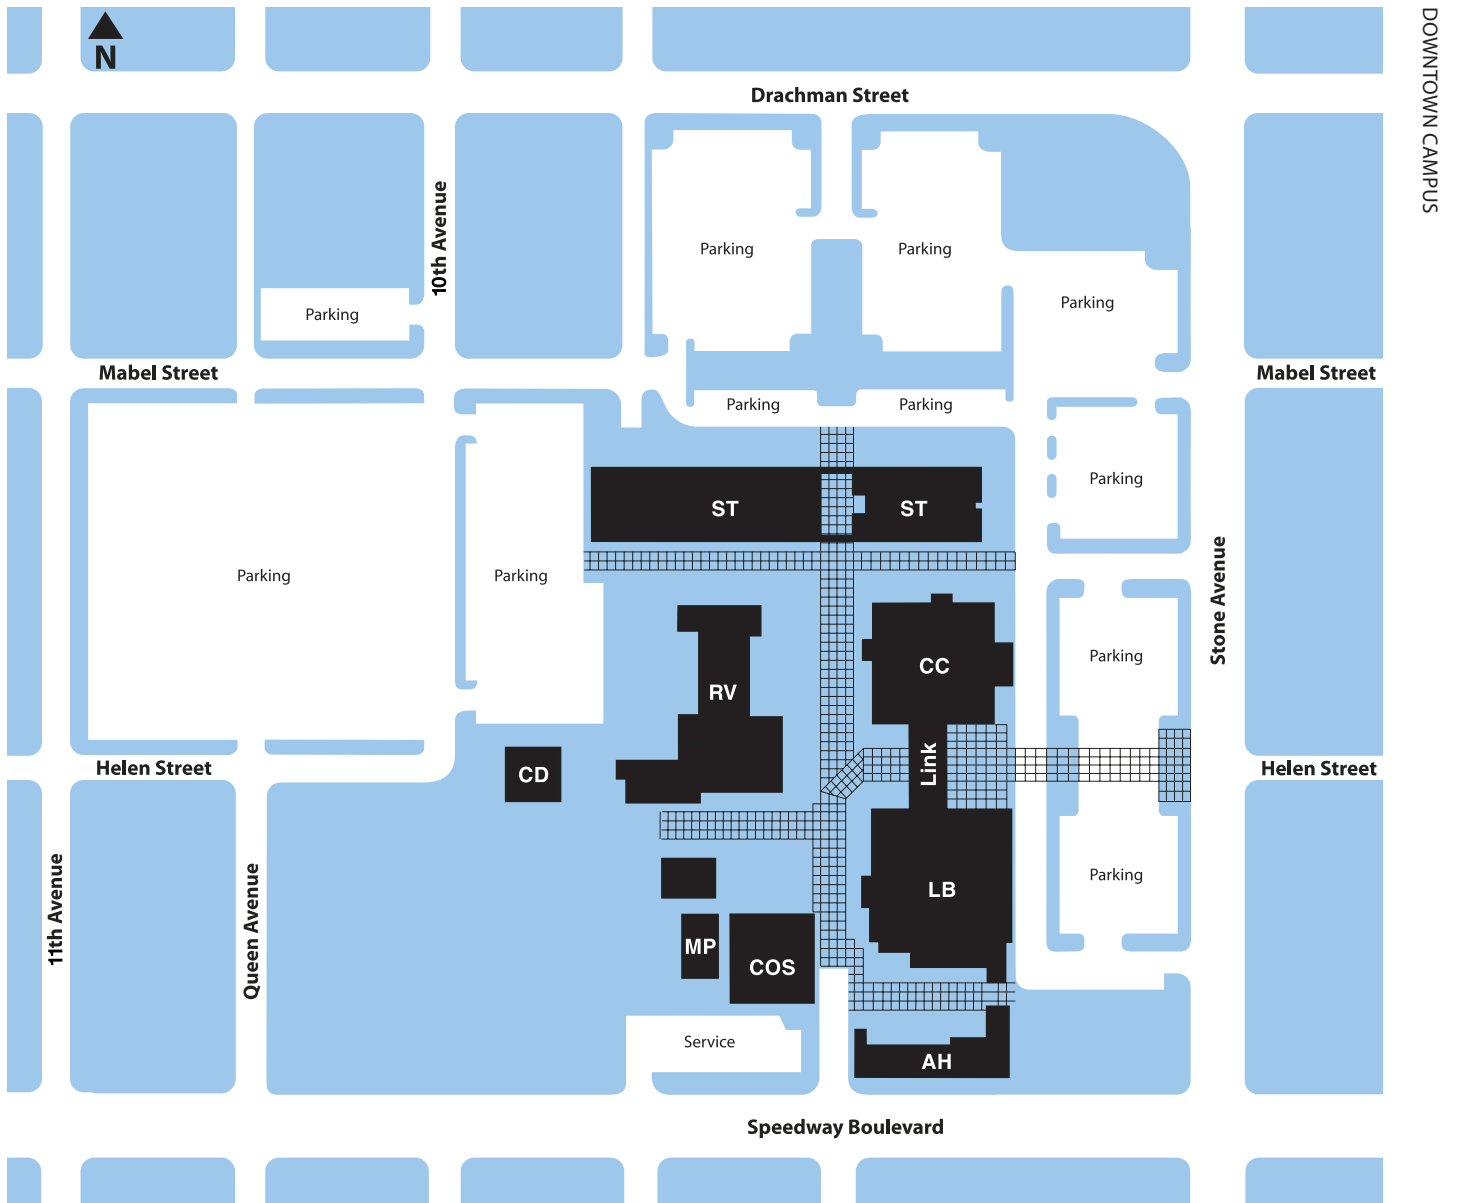 DOWNTOWN CAMPUS
N
Drachman Street
10th Avenue
Parking
Parking
Parking
Parking
Mabel Street
Mabel Street
Parking
Parking
Parking
ST
ST
Stone Avenue
Parking
Parking
Parking
CC
RV
Link
Helen Street
CD
Helen Street
11th Avenue
Queen Avenue
Parking
LB
MP
COS
Service
AH
Speedway Boulevard